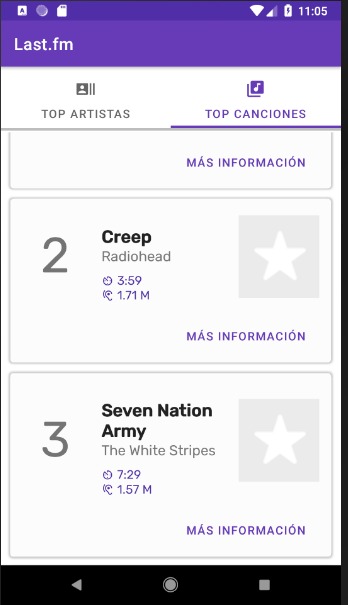 11:05
Last.fm
TOP ARTISTAS
TOP CANCIONES
MÁS INFORMACIÓN
2
Creep
Radiohead
3:59
1.71 M
MÁS INFORMACIÓN
3
Seven Nation
Army
The White Stripes
7:29
1.57 M
MÁS INFORMACIÓN